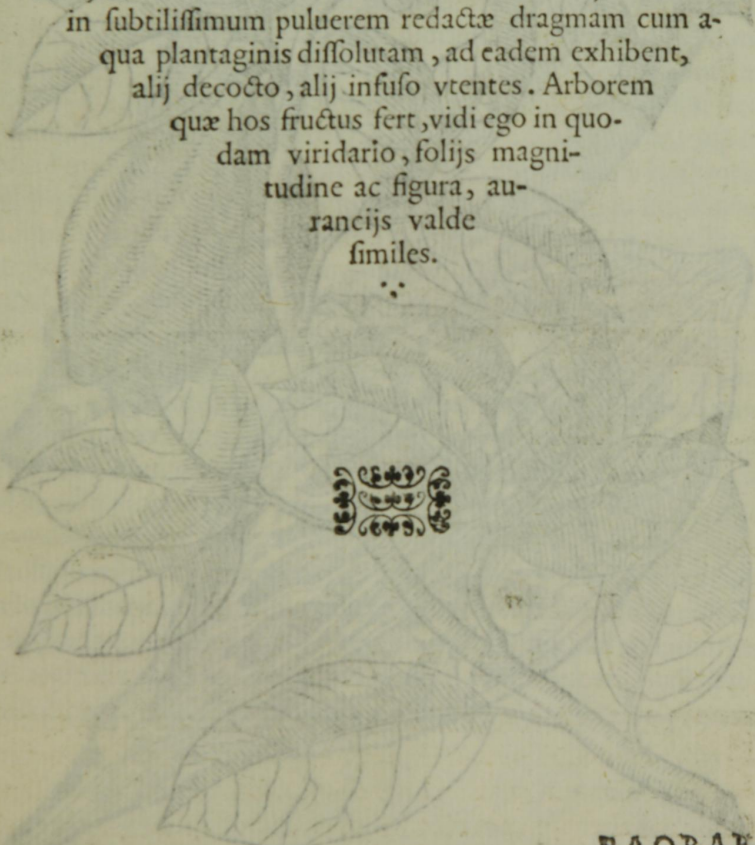 in ſubtiliſſimum puluerem redactæ dragmam cum a-
qua plantaginis diſſolutam, ad eadem exhibent,
alij decocto, alij infuſo vtentes. Arborem
quæ hos fructus fert, vidi ego in quo-
dam viridario, folijs magni-
tudine ac figura, au-
rancijs valde
ſimiles.